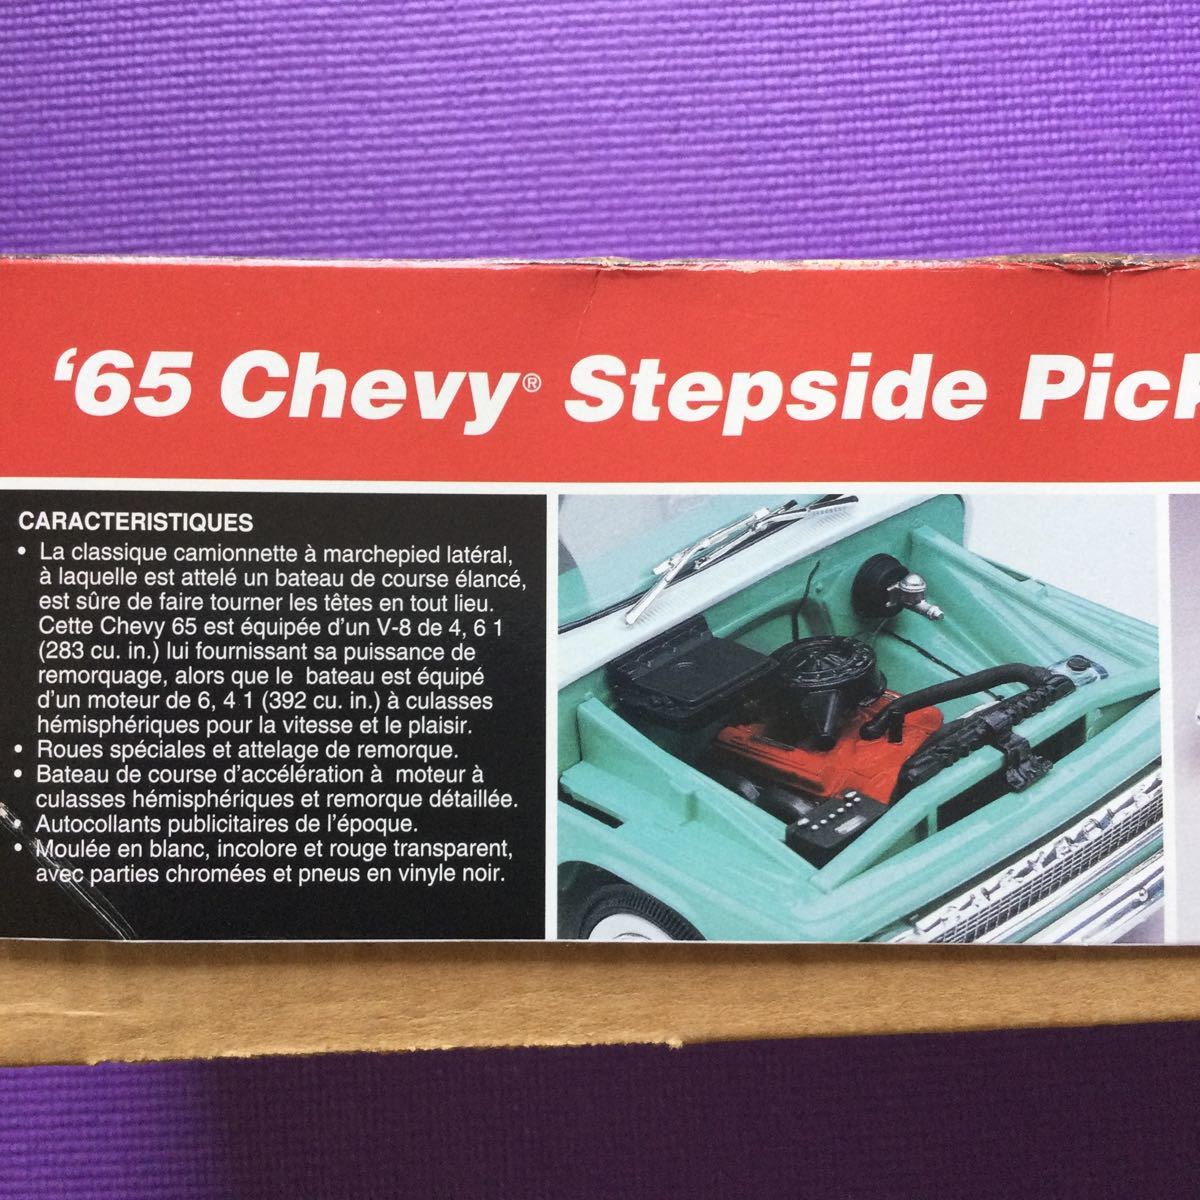 ‘65 Chevy® Stepside
CARACTERISTIQUES
• La classique camionnette à marchepied latéral,
à laquelle est attelé un bateau de course élancé,
est sûre de faire tourner les têtes en tout lieu.
Cette Chevy 65 est équipée d’un V-8 de 4, 6 1
(283 cu. in.) lui fournissant sa puissance de
remorquage, alors que le bateau est équipé
d’un moteur de 6, 4 1 (392 cu. in.) à culasses
hémisphériques pour la vitesse et le plaisir.
• Roues spéciales et attelage de remorque.
• Bateau de course d’accélération à moteur à
culasses hémisphériques et remorque détaillée.
• Autocollants publicitaires de l’époque.
• Moulée en blanc, incolore et rouge transparent,
avec parties chromées et pneus en vinyle noir.
CHEVROLET